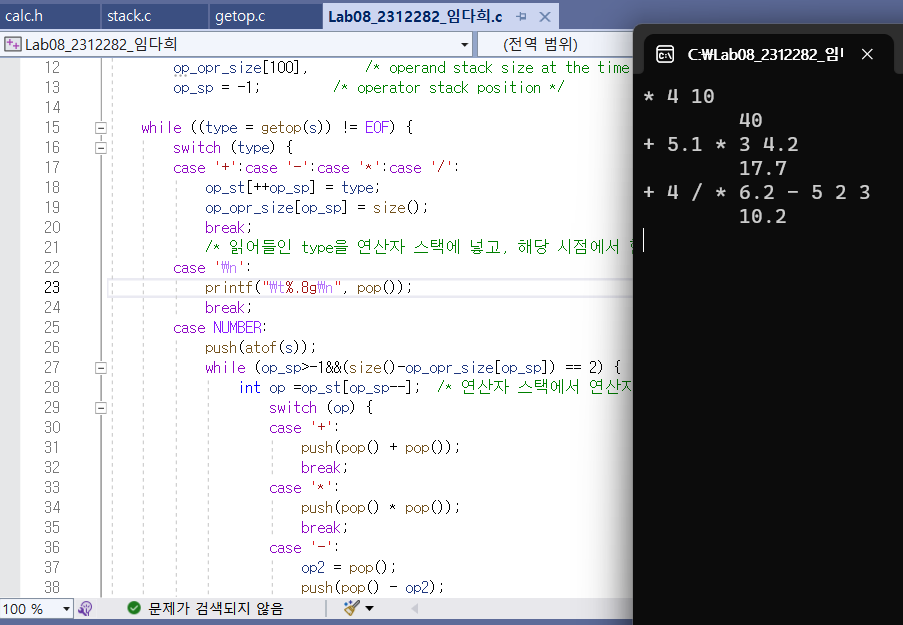 calc.h stack.c getop.c Lab08_2312282_임다희.c
Lab08_2312282_임다희 (전역 범위)
12 op_opr_size[100], /* operand stack size at the time
13 op_sp = -1; /* operator stack position */
14
15 while ((type = getop(s)) != EOF) {
16 switch (type) {
17 case '+':case '-':case '*':case '/':
18 op_st[++op_sp] = type;
19 op_opr_size[op_sp] = size();
20 break;
21 /* 읽어들인 type을 연산자 스택에 넣고, 해당 시점에서
22 case '₩n':
23 printf("₩t%.8g₩n", pop());
24 break;
25 case NUMBER:
26 push(atof(s));
27 while (op_sp>-1&&(size()-op_opr_size[op_sp]) == 2) {
28 int op =op_st[op_sp--]; /* 연산자 스택에서 연산자
29 switch (op) {
30 case '+':
31 push(pop() + pop());
32 break;
33 case '*':
34 push(pop() * pop());
35 break;
36 case '-':
37 op2 = pop();
38 push(pop() - op2);
100 % 문제가 검색되지 않음
C:₩Lab08_2312282_임
* 4 10
40
+ 5.1 * 3 4.2
17.7
+ 4 / * 6.2 - 5 2 3
10.2